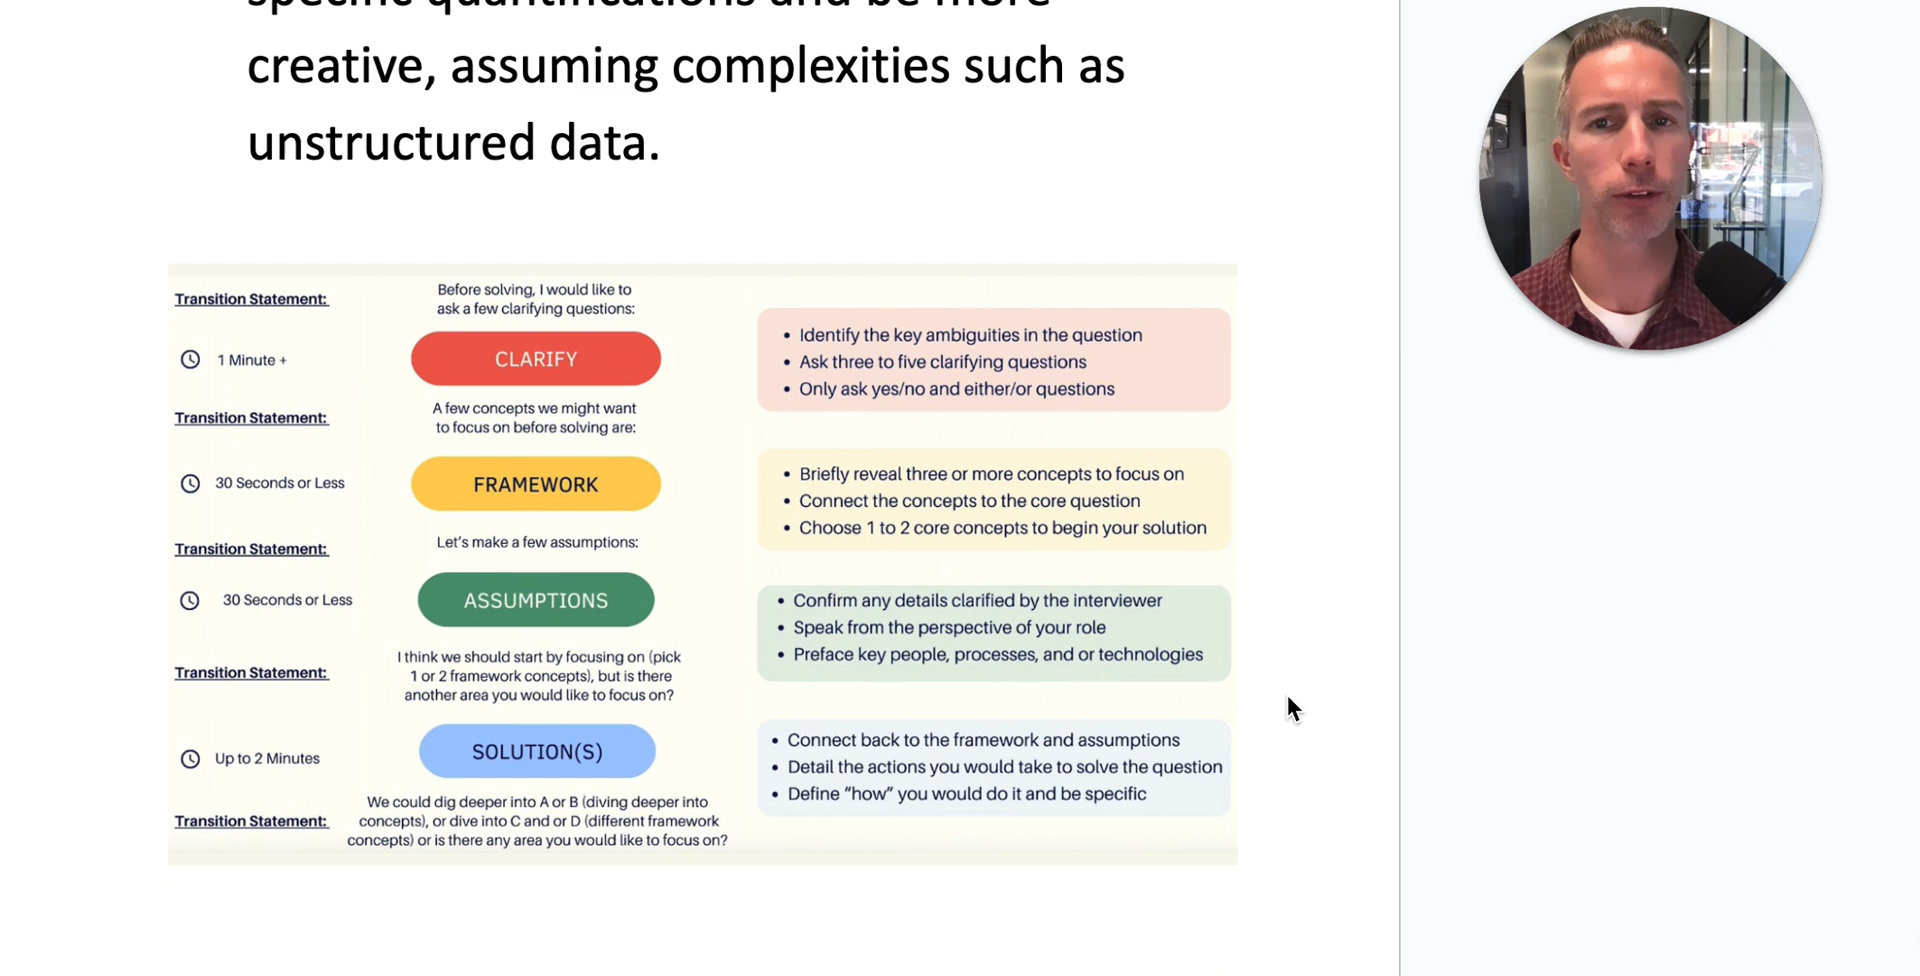 specific quantifications and be more
creative, assuming complexities such as
unstructured data.
Transition Statement:
Before solving, I would like to
ask a few clarifying questions:
1 Minute +
CLARIFY
• Identify the key ambiguities in the question
• Ask three to five clarifying questions
• Only ask yes/no and either/or questions
Transition Statement:
A few concepts we might want
to focus on before solving are:
30 Seconds or Less
FRAMEWORK
• Briefly reveal three or more concepts to focus on
• Connect the concepts to the core question
• Choose 1 to 2 core concepts to begin your solution
Transition Statement:
Let's make a few assumptions:
30 Seconds or Less
ASSUMPTIONS
• Confirm any details clarified by the interviewer
• Speak from the perspective of your role
• Preface key people, processes, and or technologies
Transition Statement:
I think we should start by focusing on (pick
1 or 2 framework concepts), but is there
another area you would like to focus on?
Up to 2 Minutes
SOLUTION(S)
• Connect back to the framework and assumptions
• Detail the actions you would take to solve the question
• Define “how” you would do it and be specific
Transition Statement:
We could dig deeper into A or B (diving deeper into
concepts), or dive into C and or D (different framework
concepts) or is there any area you would like to focus on?